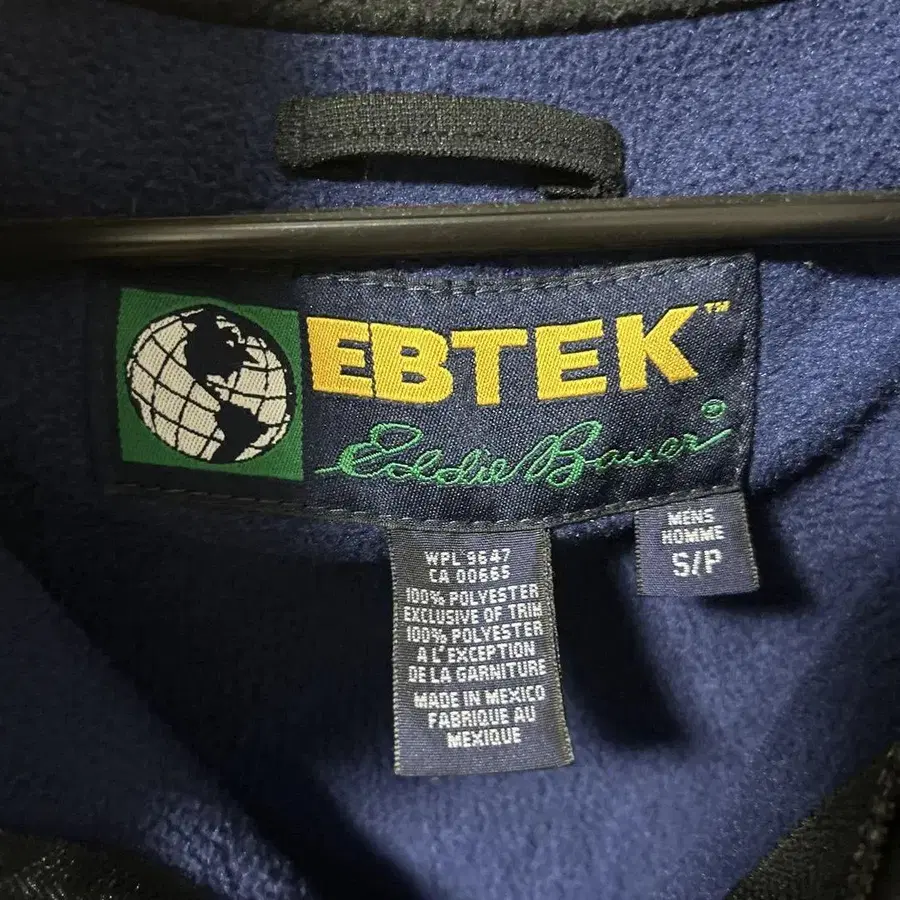 EBTEK™
Eddie Bauer®
WPL 9647
CA 00665
100% POLYESTER
EXCLUSIVE OF TRIM
100% POLYESTER
A L'EXCEPTION
DE LA GARNITURE
MADE IN MEXICO
FABRIQUE AU
MEXIQUE
MENS
HOMME
S/P